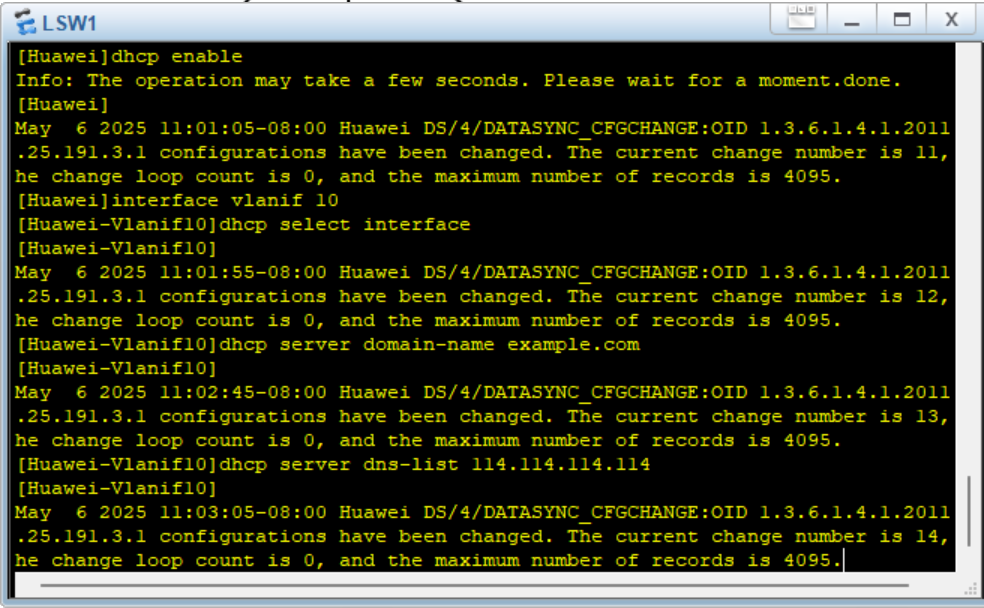 LSW1
[Huawei]dhcp enable
Info: The operation may take a few seconds. Please wait for a moment.done.
[Huawei]
May  6 2025 11:01:05-08:00 Huawei DS/4/DATASYNC_CFGCHANGE:OID 1.3.6.1.4.1.2011
.25.191.3.1 configurations have been changed. The current change number is 11,
he change loop count is 0, and the maximum number of records is 4095.
[Huawei]interface vlanif 10
[Huawei-Vlanif10]dhcp select interface
[Huawei-Vlanif10]
May  6 2025 11:01:55-08:00 Huawei DS/4/DATASYNC_CFGCHANGE:OID 1.3.6.1.4.1.2011
.25.191.3.1 configurations have been changed. The current change number is 12,
he change loop count is 0, and the maximum number of records is 4095.
[Huawei-Vlanif10]dhcp server domain-name example.com
[Huawei-Vlanif10]
May  6 2025 11:02:45-08:00 Huawei DS/4/DATASYNC_CFGCHANGE:OID 1.3.6.1.4.1.2011
.25.191.3.1 configurations have been changed. The current change number is 13,
he change loop count is 0, and the maximum number of records is 4095.
[Huawei-Vlanif10]dhcp server dns-list 114.114.114.114
[Huawei-Vlanif10]
May  6 2025 11:03:05-08:00 Huawei DS/4/DATASYNC_CFGCHANGE:OID 1.3.6.1.4.1.2011
.25.191.3.1 configurations have been changed. The current change number is 14,
he change loop count is 0, and the maximum number of records is 4095.